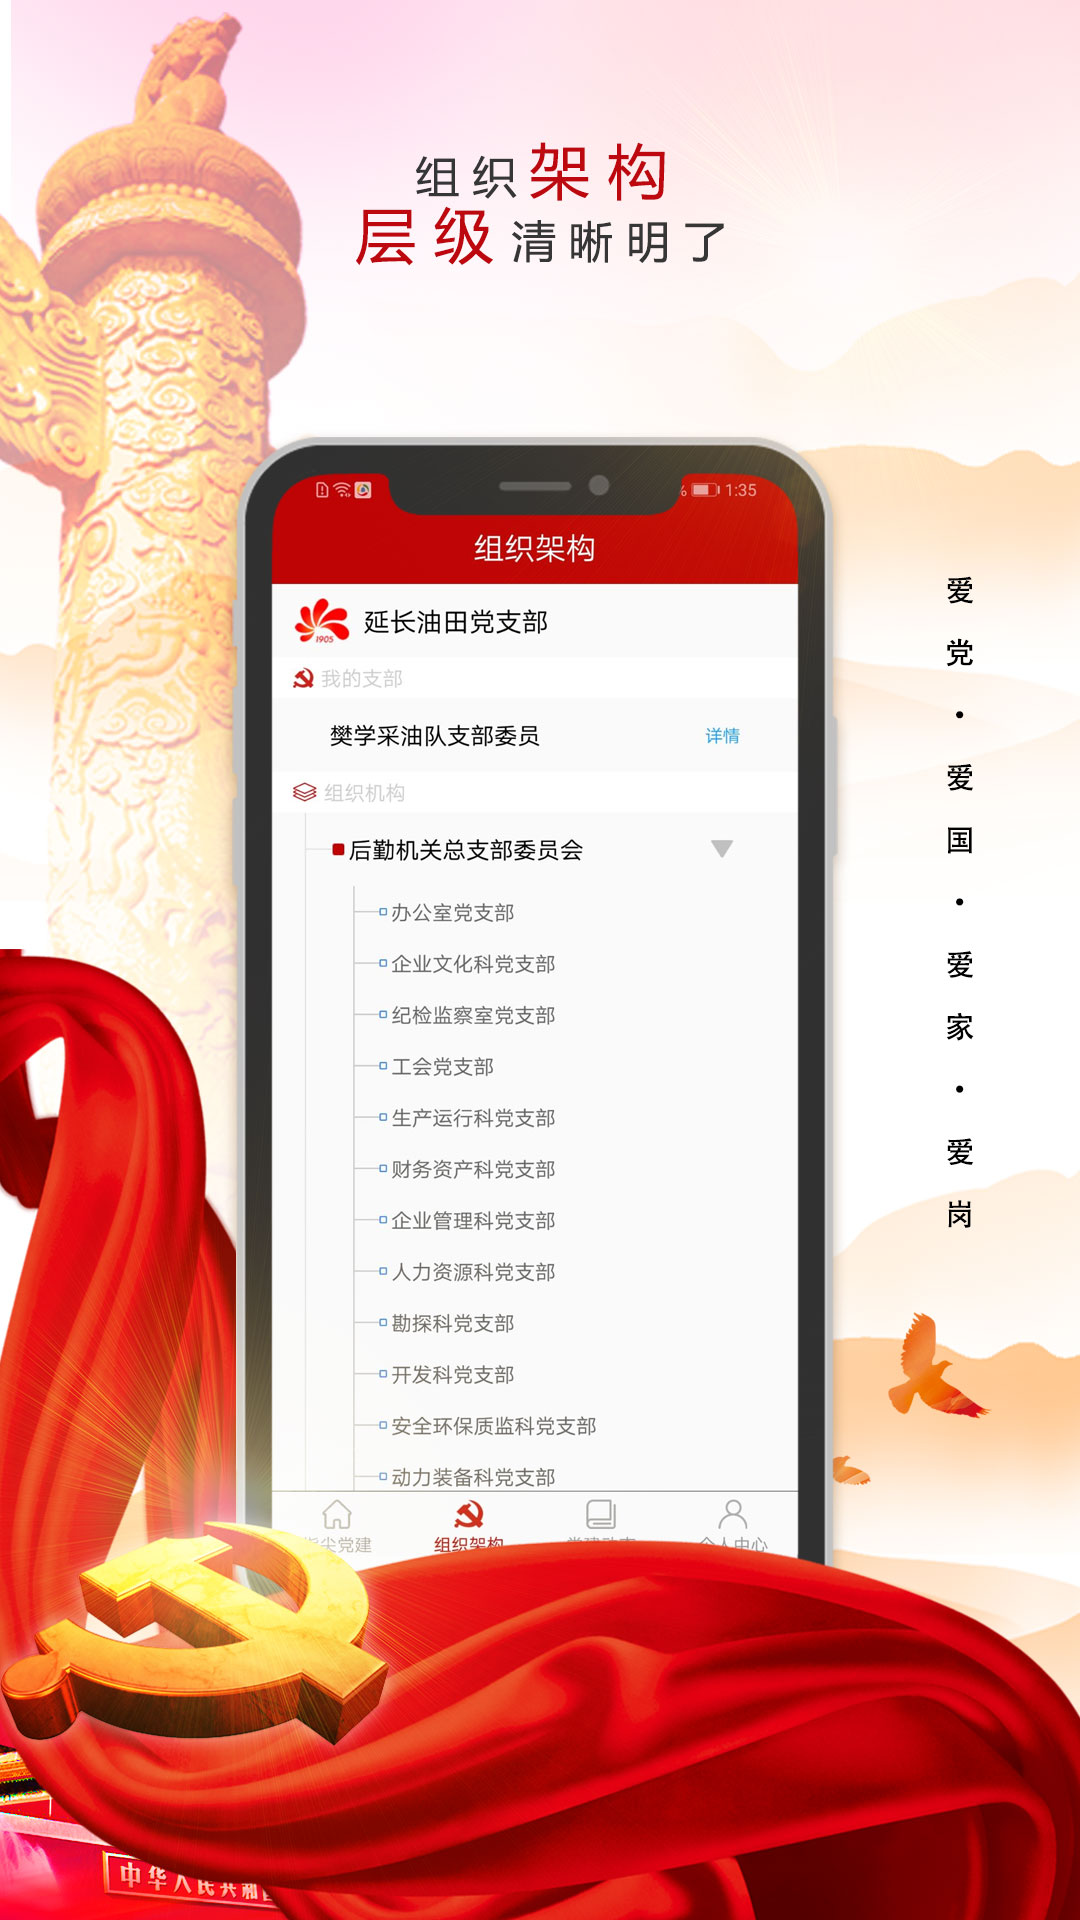 组织架构
层级清晰明了
% 1:35
组织架构
1905
延长油田党支部
我的支部
樊学采油队支部委员 详情
组织机构
后勤机关总支部委员会
办公室党支部
企业文化科党支部
纪检监察室党支部
工会党支部
生产运行科党支部
财务资产科党支部
企业管理科党支部
人力资源科党支部
勘探科党支部
开发科党支部
安全环保质监科党支部
动力装备科党支部
指尖党建 组织架构 党建动态 个人中心
爱党·爱国·爱家·爱岗
中华人民共和国